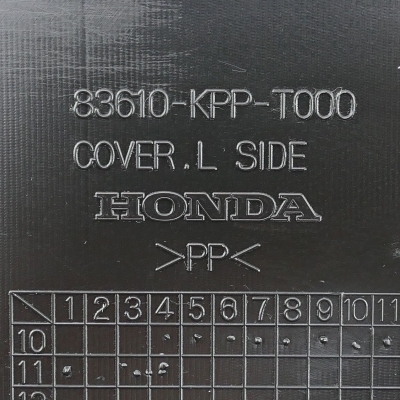 83610-KPP-T000
COVER.L SIDE
HONDA
>PP<
1 2 3 4 5 6 7 8 9 10 11
10
11